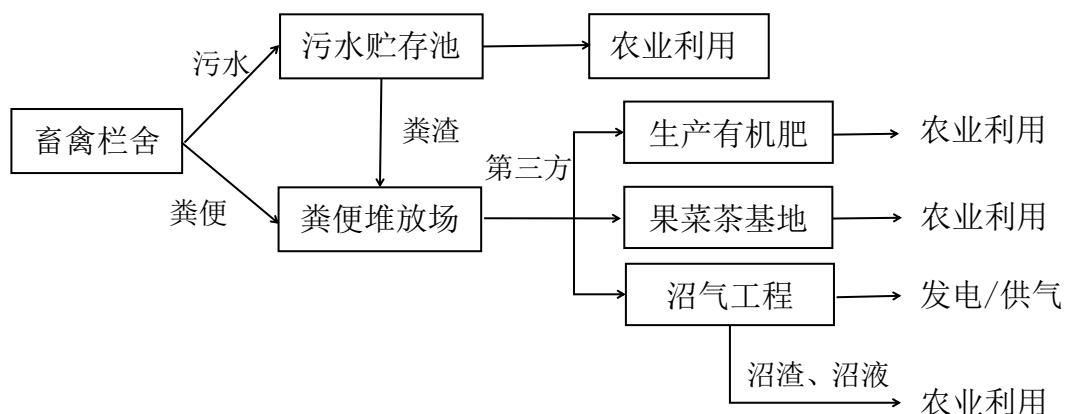 污水贮存池
农业利用
污水
畜禽栏舍
粪渣
生产有机肥
农业利用
第三方
粪便
粪便堆放场
果菜茶基地
农业利用
沼气工程
发电/供气
沼渣、沼液
农业利用